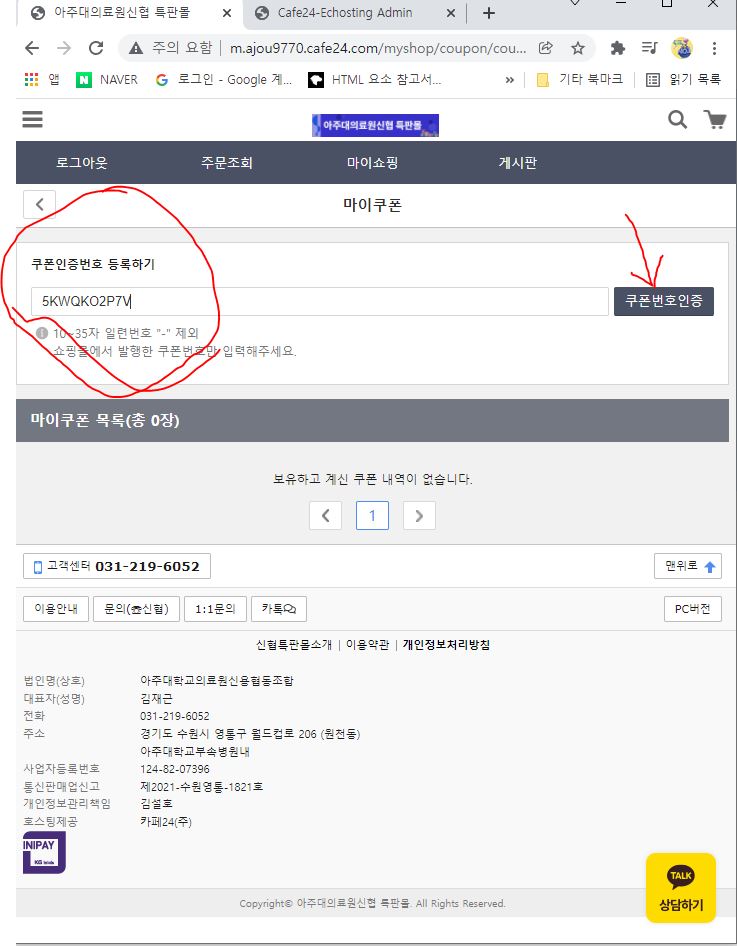 아주대의료원신협 특판몰
Cafe24-Echosting Admin
주의 요함
m.ajou9770.cafe24.com/myshop/coupon/cou...
앱
NAVER
로그인 - Google 계...
HTML 요소 참고서...
»
기타 북마크
읽기 목록
아주대의료원신협 특판몰
로그아웃 주문조회 마이쇼핑 게시판
마이쿠폰
쿠폰인증번호 등록하기
5KWQKO2P7V
쿠폰번호인증
10~35자 일련번호 "-" 제외
쇼핑몰에서 발행한 쿠폰번호만 입력해주세요.
마이쿠폰 목록(총 0장)
보유하고 계신 쿠폰 내역이 없습니다.
1
고객센터 031-219-6052
맨위로
이용안내 문의(☎신협) 1:1문의 카톡
PC버전
신협특판몰소개 | 이용약관 | 개인정보처리방침
법인명(상호) 아주대학교의료원신용협동조합
대표자(성명) 김재근
전화 031-219-6052
주소 경기도 수원시 영통구 월드컵로 206 (원천동)
아주대학교부속병원내
사업자등록번호 124-82-07396
통신판매업신고 제2021-수원영통-1821호
개인정보관리책임 김설호
호스팅제공 카페24(주)
INIPAY
KG Inicis
TALK
상담하기
Copyright© 아주대의료원신협 특판몰. All Rights Reserved.